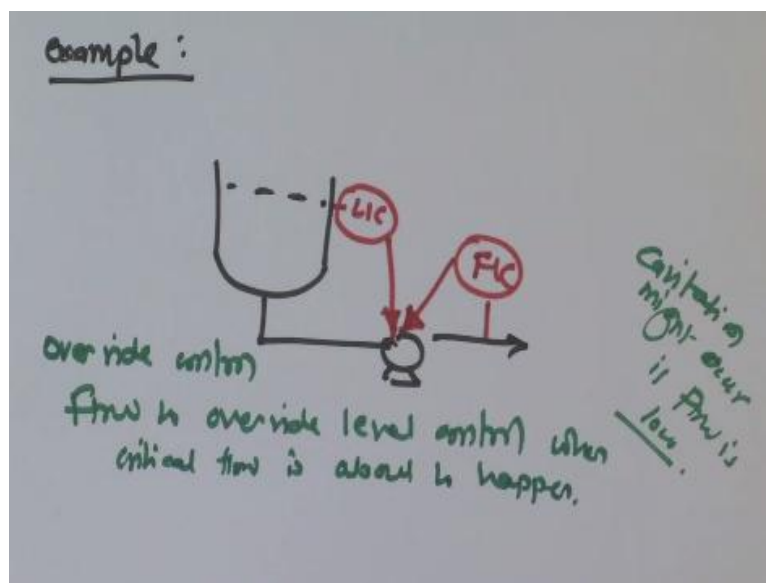 example :
LIC
FIC
override control
flow to override level control when
critical flow is about to happen.
Cavitation
might occur
is flow is
low.